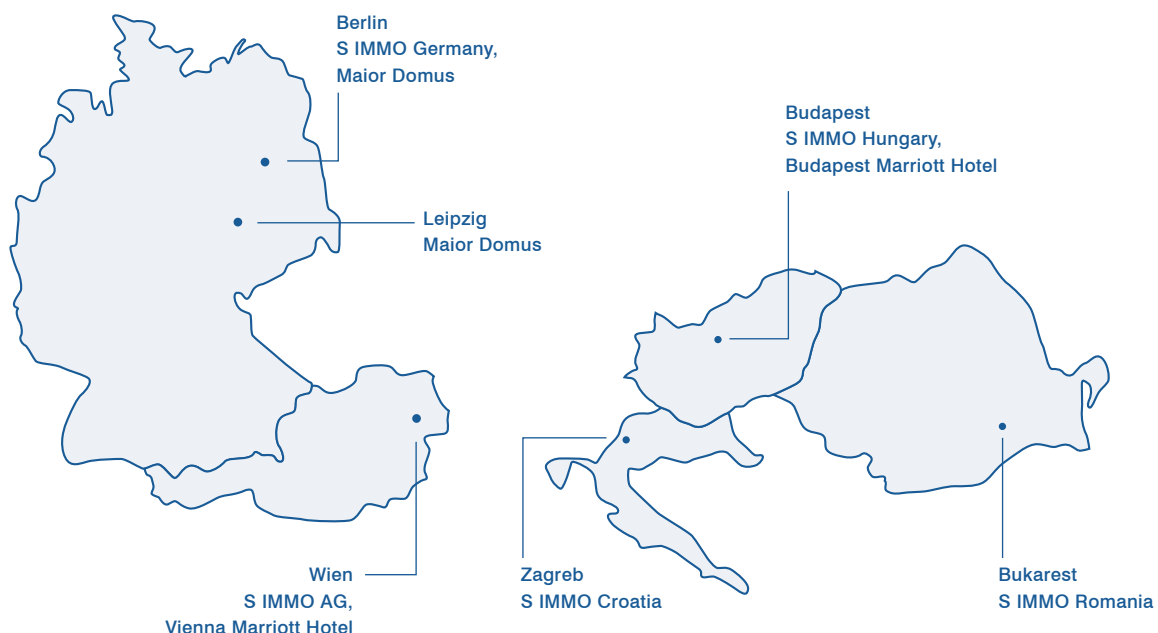 Berlin
S IMMO Germany,
Maior Domus
Leipzig
Maior Domus
Budapest
S IMMO Hungary,
Budapest Marriott Hotel
Wien
S IMMO AG,
Vienna Marriott Hotel
Zagreb
S IMMO Croatia
Bukarest
S IMMO Romania